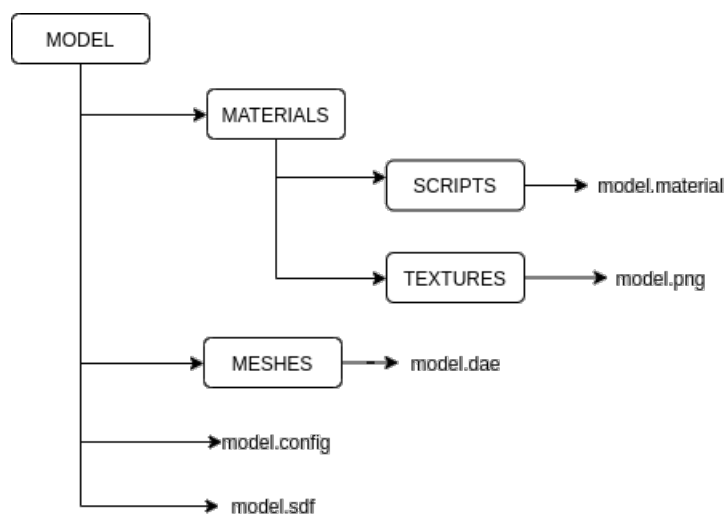 MODEL
MATERIALS
SCRIPTS
model.material
TEXTURES
model.png
MESHES
model.dae
model.config
model.sdf